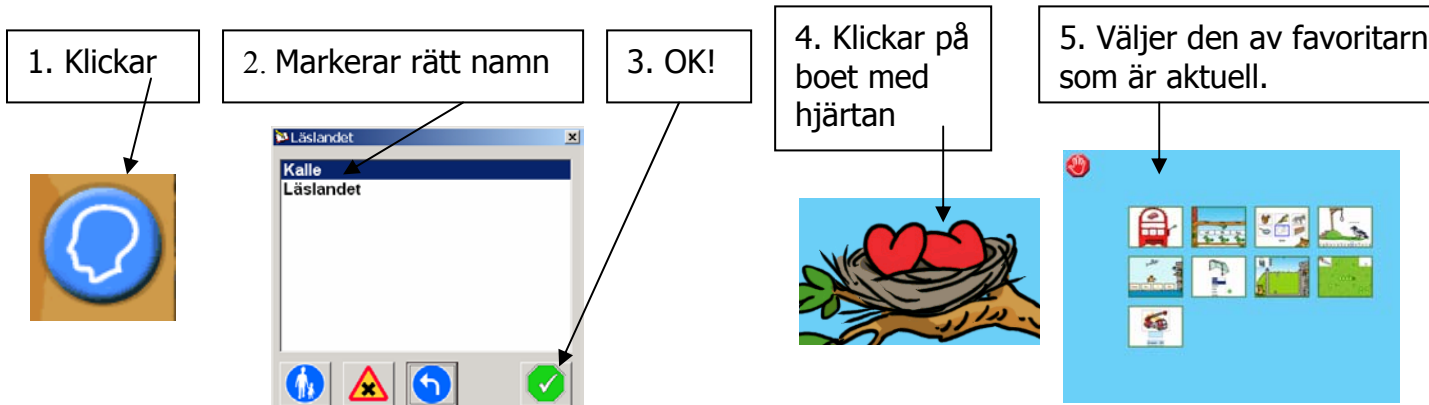 1. Klickar
2. Markerar rätt namn
3. OK!
4. Klickar på
boet med
hjärtan
5. Väljer den av favoritarn
som är aktuell.
Läslandet
Kalle
Läslandet